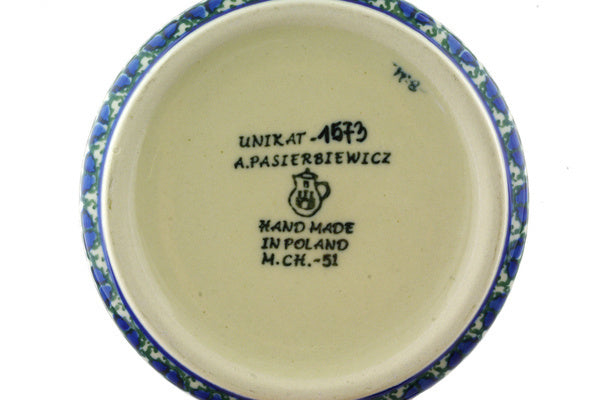 B.M.
UNIKAT-1573
A.PASIERBIEWICZ
HAND MADE
IN POLAND
M.CH.-51